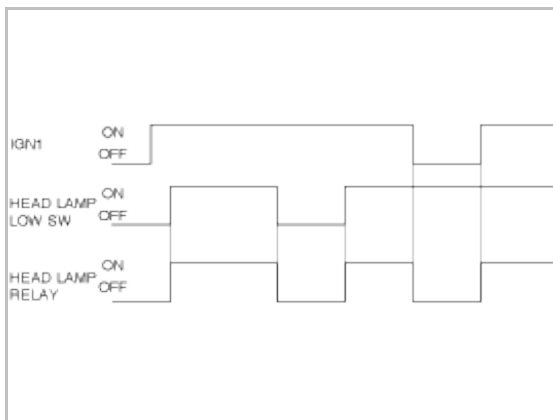 IGN1
ON
OFF
HEAD LAMP
LOW SW
ON
OFF
HEAD LAMP
RELAY
ON
OFF